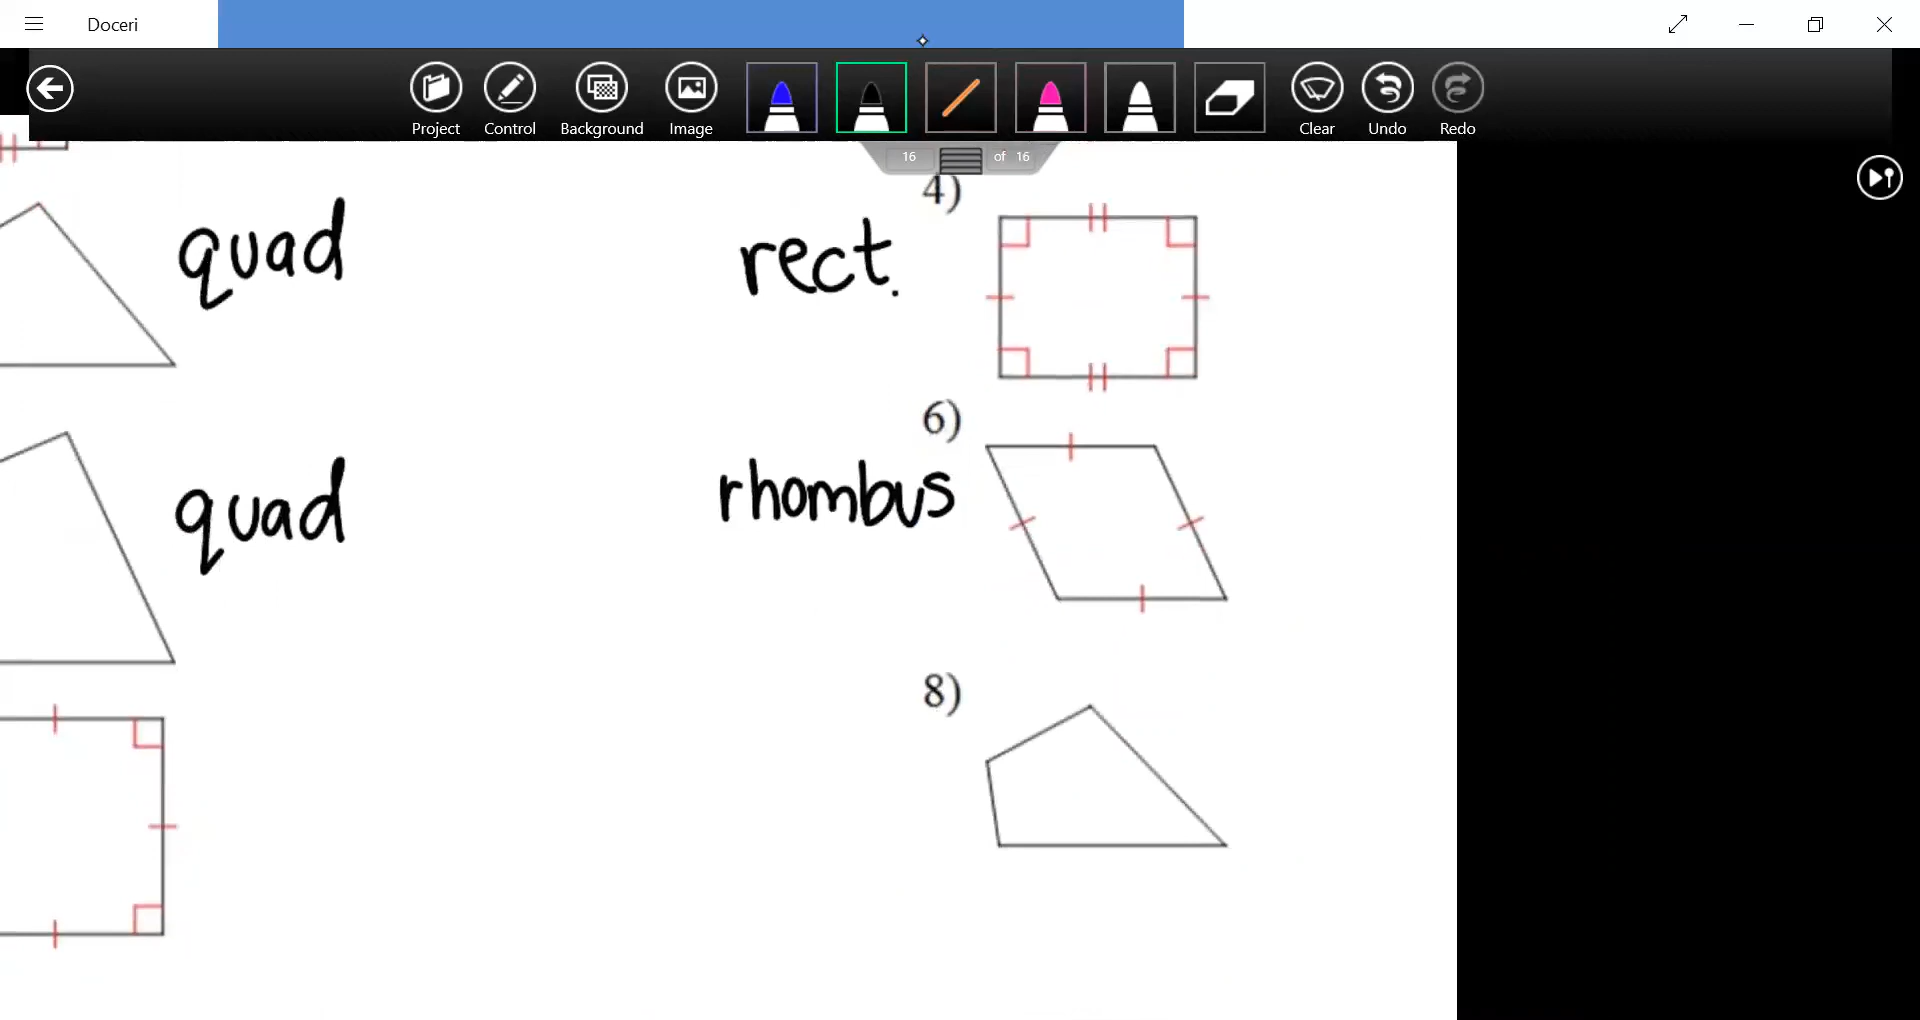 Doceri
Project
Control
Background
Image
Clear
Undo
Redo
16 of 16
quad
rect.
4)
quad
rhombus
6)
8)